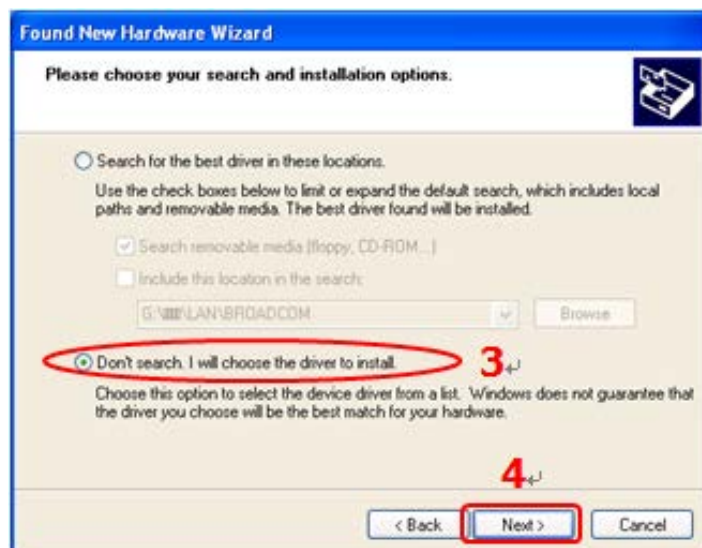 Found New Hardware Wizard
Please choose your search and installation options.
Search for the best driver in these locations.
Use the check boxes below to limit or expand the default search, which includes local
paths and removable media. The best driver found will be installed.
Search removable media (floppy, CD-ROM...)
Include this location in the search:
\LAN\BROADCOM
Browse
Don't search. I will choose the driver to install.
3
Choose this option to select the device driver from a list. Windows does not guarantee that
the driver you choose will be the best match for your hardware.
4
< Back
Next >
Cancel